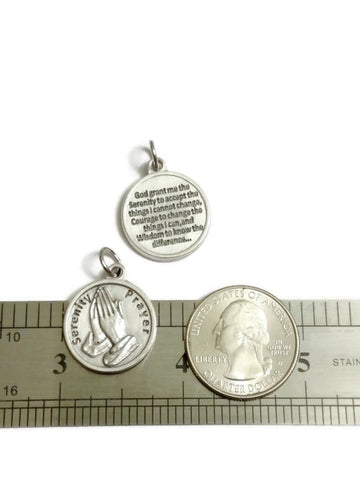 God grant me the
Serenity to accept the
things I cannot change,
Courage to change the
things I can,and
Wisdom to know the
difference...
Serenity Prayer
UNITED STATES OF AMERICA
LIBERTY
IN
GOD WE
TRUST
QUARTER DOLLAR
10
16
3
4
5
STAIN